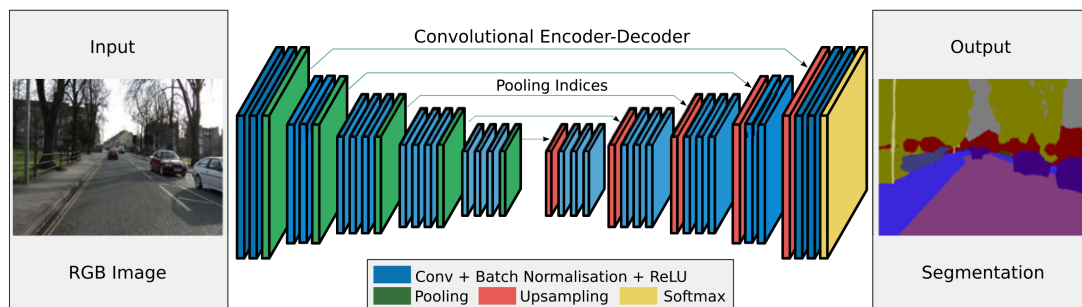 Input
Convolutional Encoder-Decoder
Output
Pooling Indices
RGB Image
Segmentation
Conv + Batch Normalisation + ReLU
Pooling Upsampling Softmax